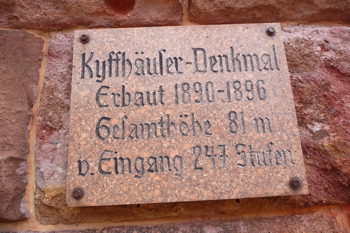 Kyffhäuser-Denkmal
Erbaut 1890-1896
Gesamthöhe 81 m
v. Eingang 247 Stufen.